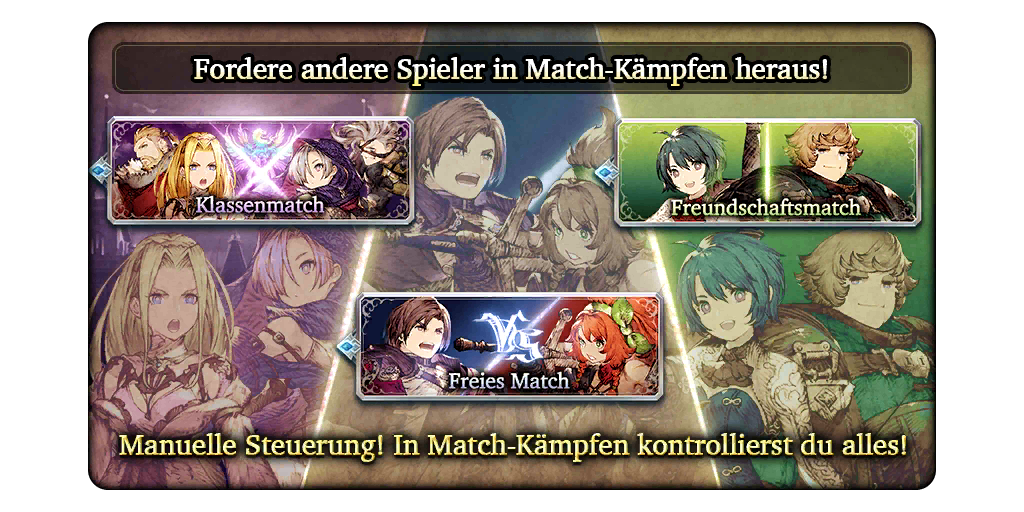 Fordere andere Spieler in Match-Kämpfen heraus!
Klassenmatch
Freundschaftsmatch
VS
Freies Match
Manuelle Steuerung! In Match-Kämpfen kontrollierst du alles!